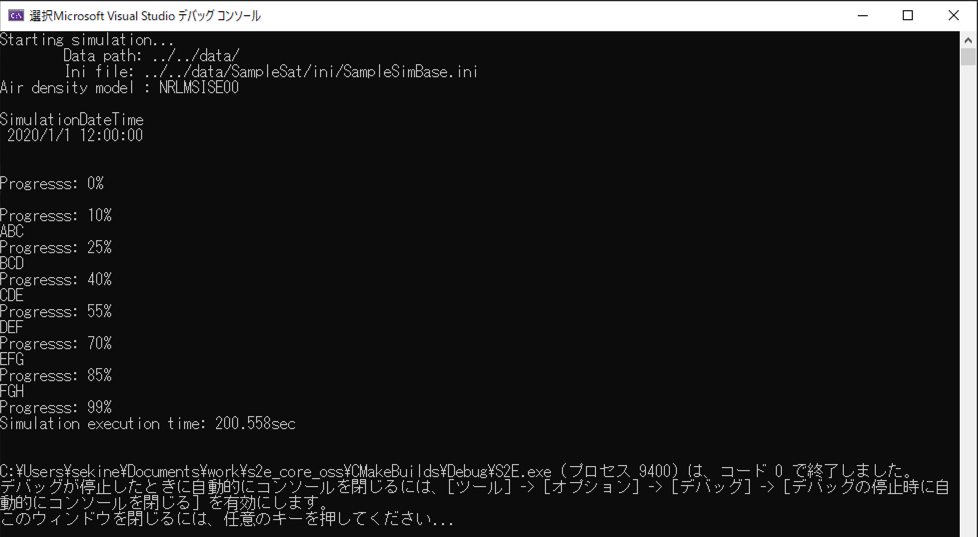 選択Microsoft Visual Studio デバッグ コンソール
Starting simulation...
Data path: ../../data/
Ini file: ../../data/SampleSat/ini/SampleSimBase.ini
Air density model : NRLMSISE00
SimulationDateTime
2020/1/1 12:00:00
Progresss: 0%
Progresss: 10%
ABC
Progresss: 25%
BCD
Progresss: 40%
CDE
Progresss: 55%
DEF
Progresss: 70%
EFG
Progresss: 85%
FGH
Progresss: 99%
Simulation execution time: 200.558sec
C:¥Users¥sekine¥Documents¥work¥s2e_core_oss¥CMakeBuilds¥Debug¥S2E.exe (プロセス 9400) は、コード 0 で終了しました。
デバッグが停止したときに自動的にコンソールを閉じるには、[ツール] -> [オプション] -> [デバッグ] -> [デバッグの停止時に自
動的にコンソールを閉じる] を有効にします。
このウィンドウを閉じるには、任意のキーを押してください...